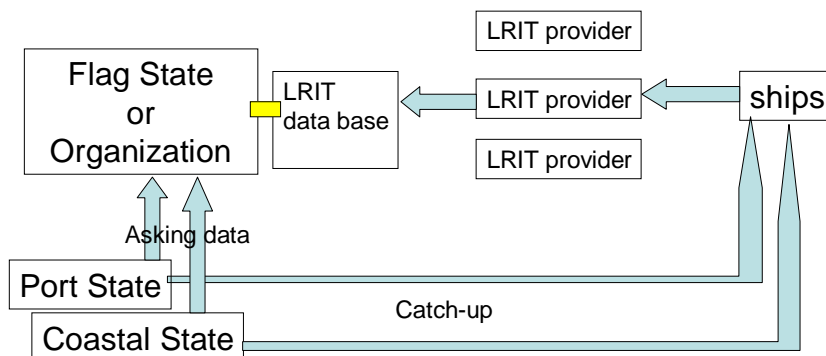 LRIT provider
Flag State
or
Organization
LRIT
data base
LRIT provider
ships
LRIT provider
Asking data
Port State
Catch-up
Coastal State